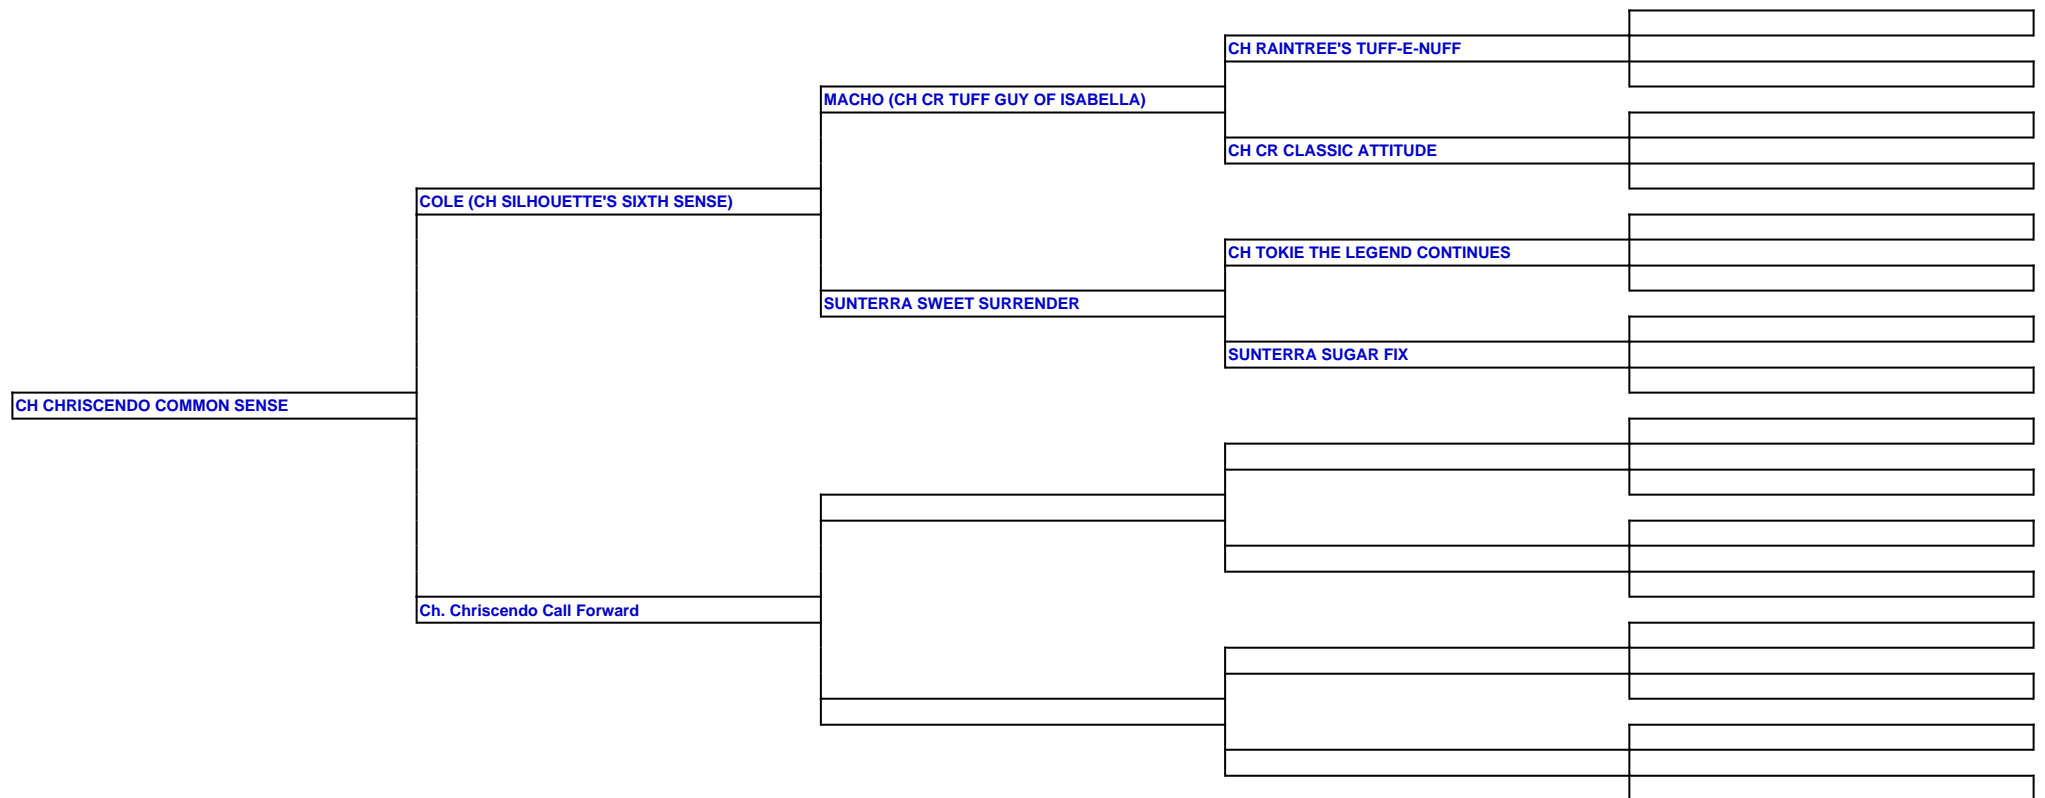 CH RAINTREE'S TUFF-E-NUFF
MACHO (CH CR TUFF GUY OF ISABELLA)
CH CR CLASSIC ATTITUDE
COLE (CH SILHOUETTE'S SIXTH SENSE)
CH TOKIE THE LEGEND CONTINUES
SUNTERRA SWEET SURRENDER
SUNTERRA SUGAR FIX
CH CHRISCENDO COMMON SENSE
Ch. Chriscendo Call Forward